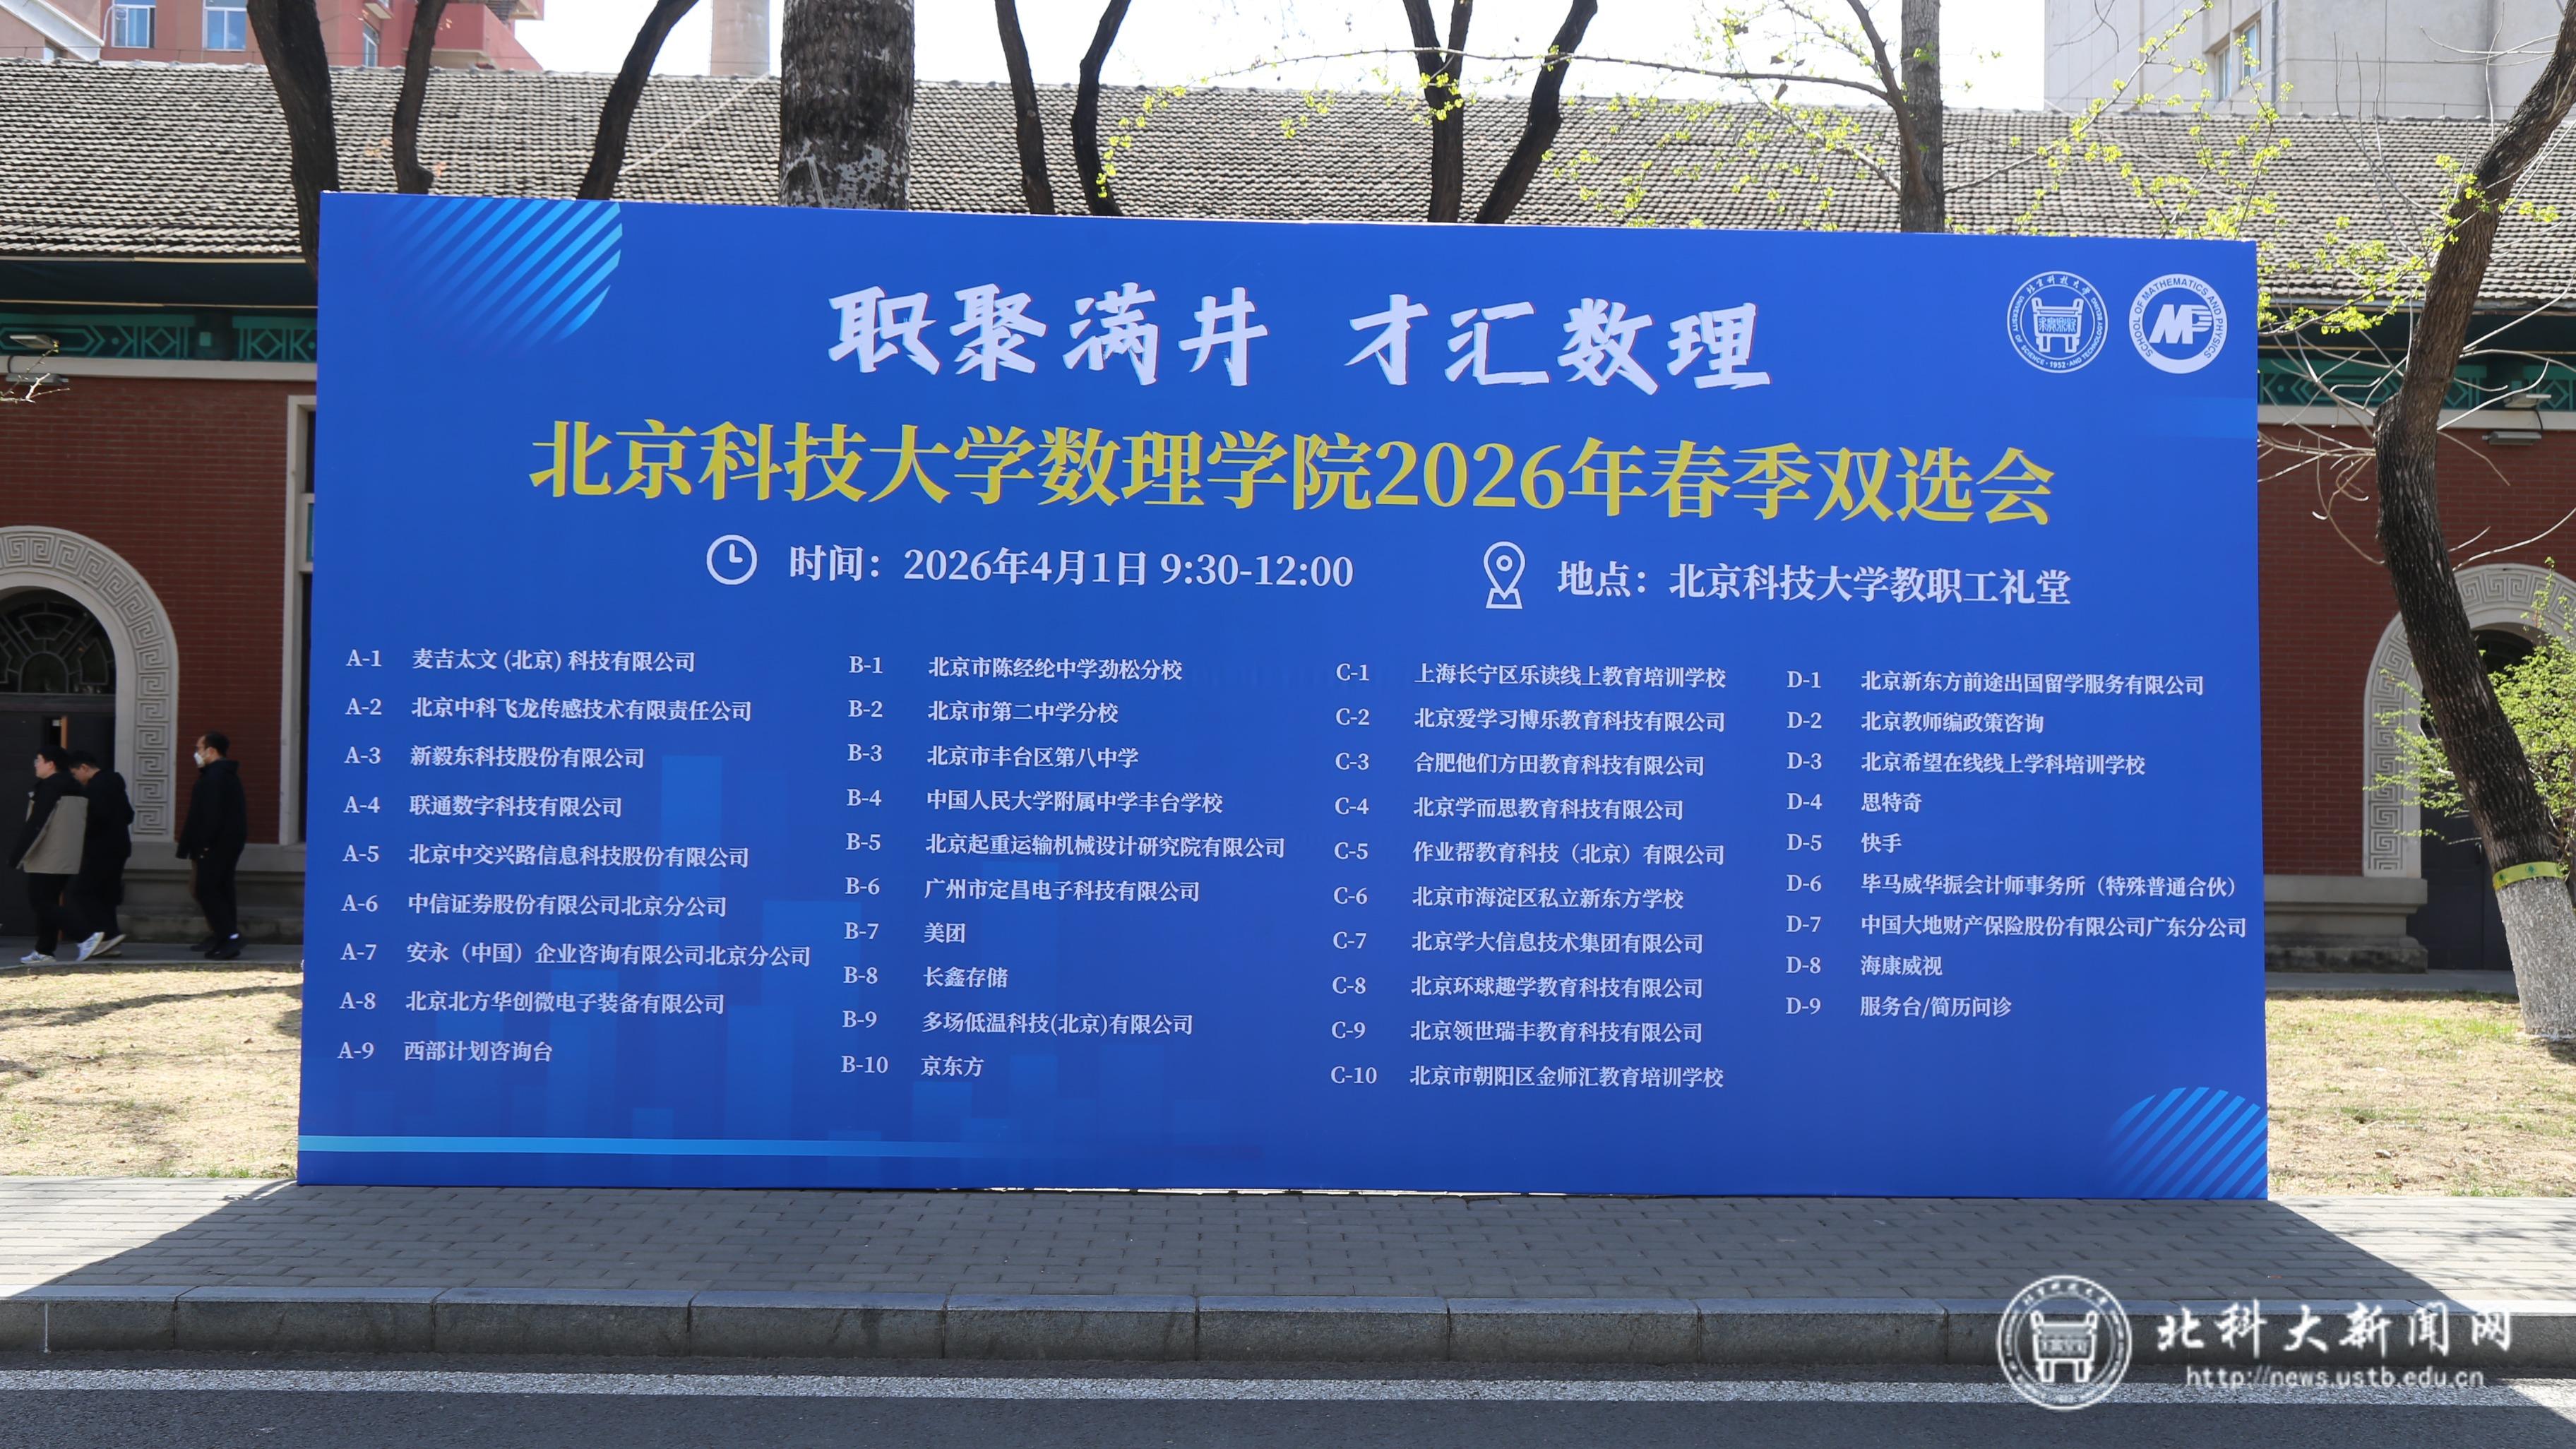 职聚满井 才汇数理
北京科技大学
UNIVERSITY OF SCIENCE AND TECHNOLOGY BEIJING
·1952·
SCHOOL OF MATHEMATICS AND PHYSICS
MP
北京科技大学数理学院2026年春季双选会
时间：2026年4月1日 9:30-12:00
地点：北京科技大学教职工礼堂
A-1 麦吉太文 (北京) 科技有限公司
A-2 北京中科飞龙传感技术有限责任公司
A-3 新毅东科技股份有限公司
A-4 联通数字科技有限公司
A-5 北京中交兴路信息科技股份有限公司
A-6 中信证券股份有限公司北京分公司
A-7 安永（中国）企业咨询有限公司北京分公司
A-8 北京北方华创微电子装备有限公司
A-9 西部计划咨询台
B-1 北京市陈经纶中学劲松分校
B-2 北京市第二中学分校
B-3 北京市丰台区第八中学
B-4 中国人民大学附属中学丰台学校
B-5 北京起重运输机械设计研究院有限公司
B-6 广州市定昌电子科技有限公司
B-7 美团
B-8 长鑫存储
B-9 多场低温科技(北京)有限公司
B-10 京东方
C-1 上海长宁区乐读线上教育培训学校
C-2 北京爱学习博乐教育科技有限公司
C-3 合肥他们方田教育科技有限公司
C-4 北京学而思教育科技有限公司
C-5 作业帮教育科技（北京）有限公司
C-6 北京市海淀区私立新东方学校
C-7 北京学大信息技术集团有限公司
C-8 北京环球趣学教育科技有限公司
C-9 北京领世瑞丰教育科技有限公司
C-10 北京市朝阳区金师汇教育培训学校
D-1 北京新东方前途出国留学服务有限公司
D-2 北京教师编政策咨询
D-3 北京希望在线线上学科培训学校
D-4 思特奇
D-5 快手
D-6 毕马威华振会计师事务所（特殊普通合伙）
D-7 中国大地财产保险股份有限公司广东分公司
D-8 海康威视
D-9 服务台/简历问诊
北科大新闻网
http://news.ustb.edu.cn